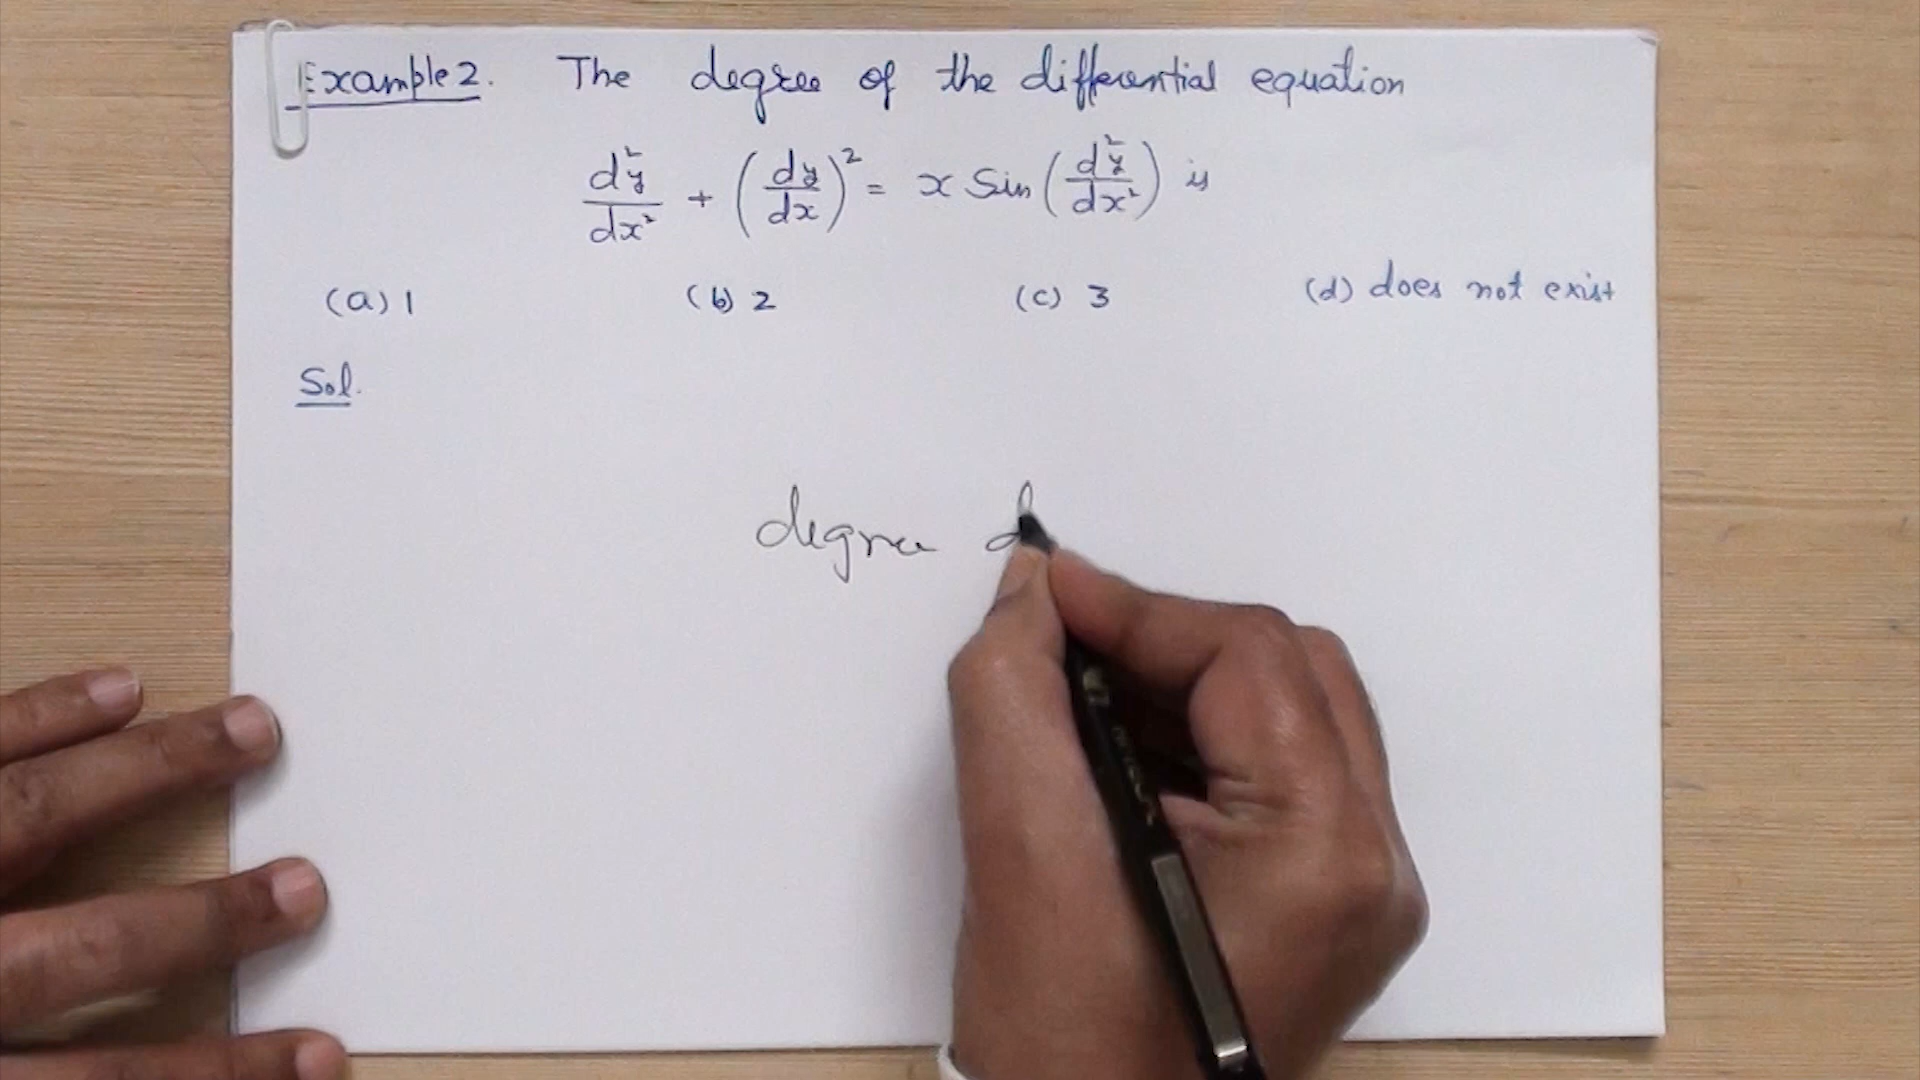 Example 2. The degree of the differential equation
d²y/dx² + (dy/dx)² = x Sin (d²y/dx²) is
(a) 1 (b) 2 (c) 3 (d) does not exist
Sol.
degree d